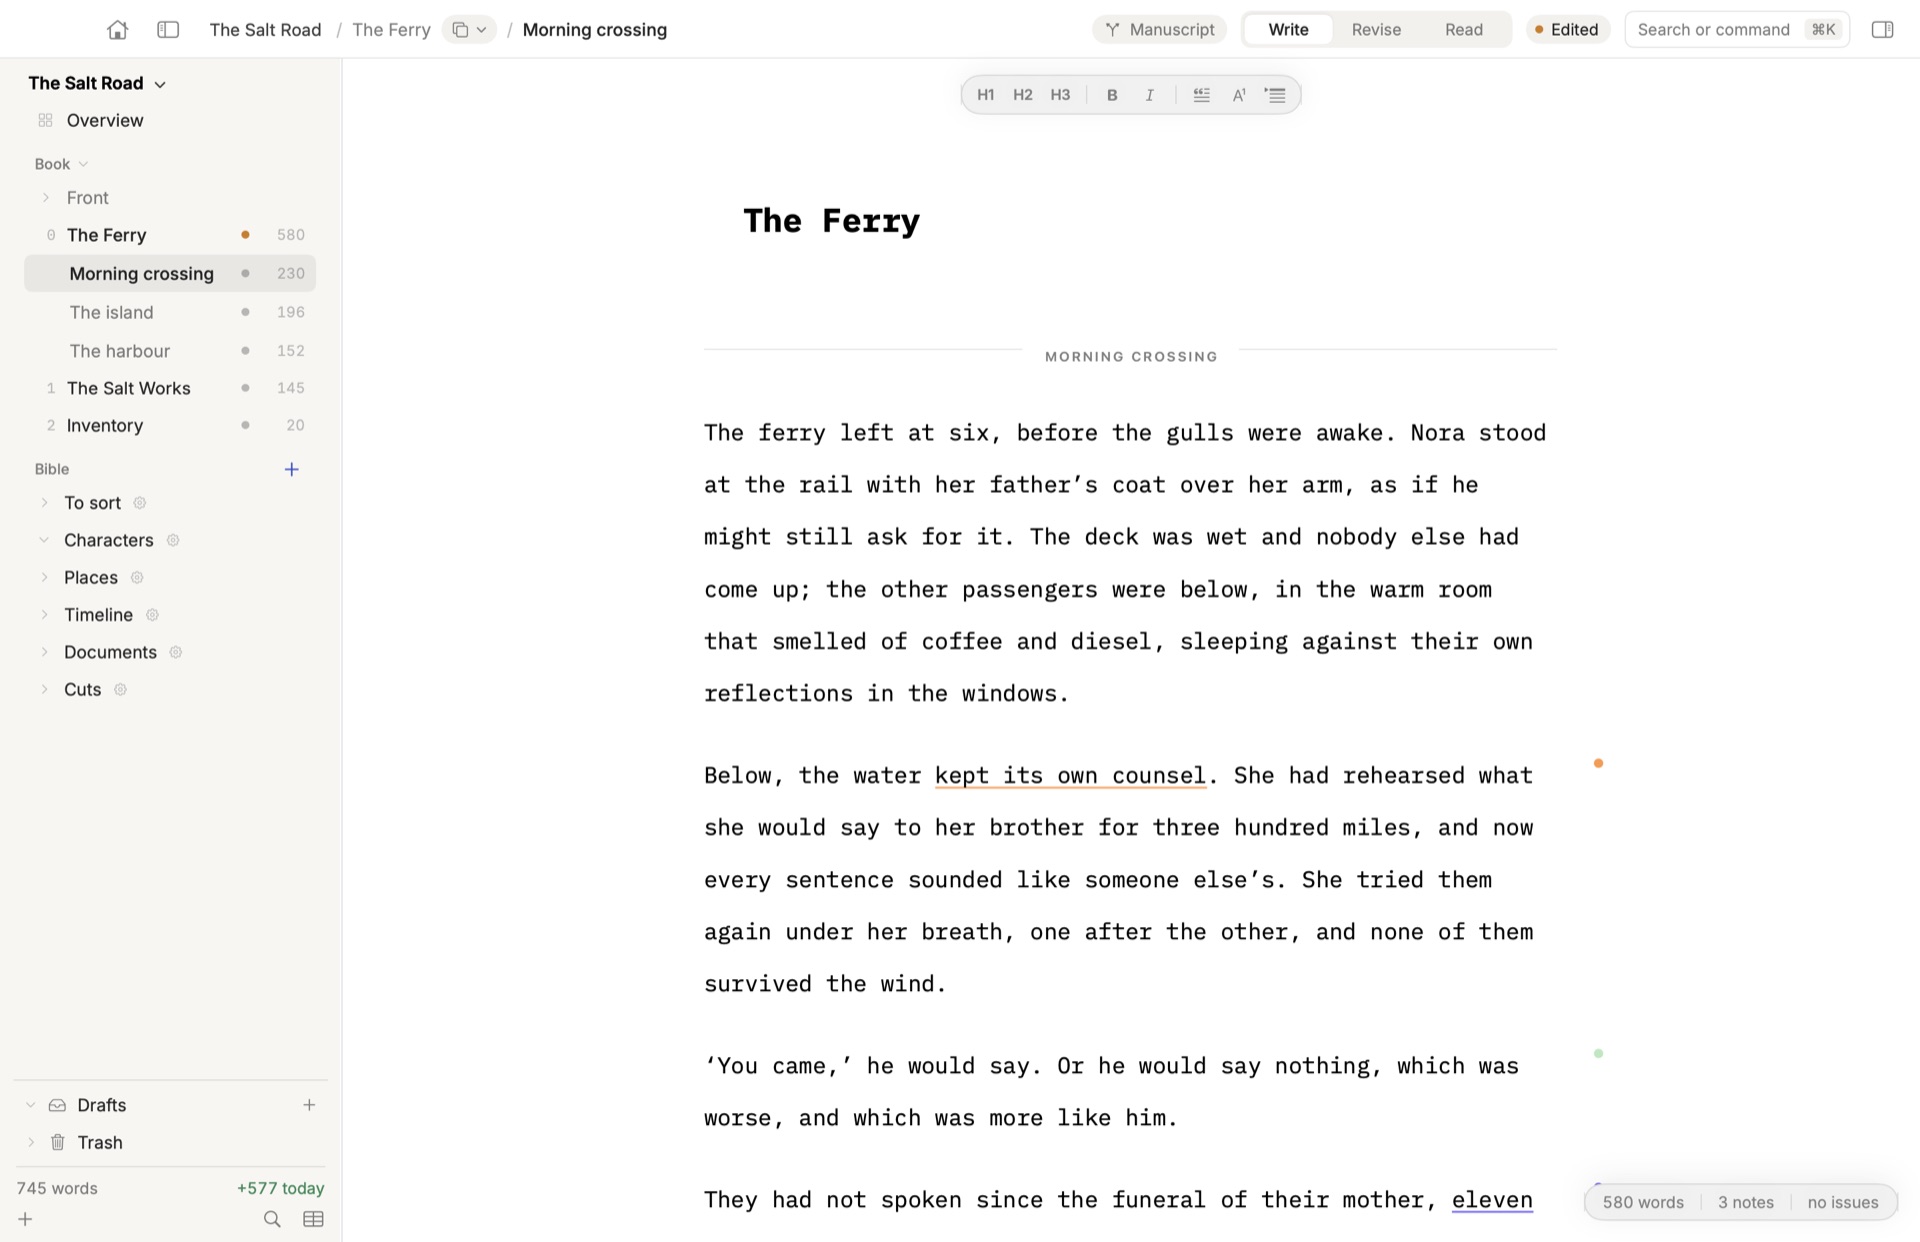 The Salt Road / The Ferry / Morning crossing
Manuscript
Write Revise Read
Edited
Search or command ⌘K
The Salt Road
Overview
Book
Front
0 The Ferry 580
Morning crossing 230
The island 196
The harbour 152
1 The Salt Works 145
2 Inventory 20
Bible
To sort
Characters
Places
Timeline
Documents
Cuts
Drafts
Trash
745 words +577 today
H1 H2 H3 B I A¹
The Ferry
MORNING CROSSING
The ferry left at six, before the gulls were awake. Nora stood
at the rail with her father’s coat over her arm, as if he
might still ask for it. The deck was wet and nobody else had
come up; the other passengers were below, in the warm room
that smelled of coffee and diesel, sleeping against their own
reflections in the windows.
Below, the water kept its own counsel. She had rehearsed what
she would say to her brother for three hundred miles, and now
every sentence sounded like someone else’s. She tried them
again under her breath, one after the other, and none of them
survived the wind.
‘You came,’ he would say. Or he would say nothing, which was
worse, and which was more like him.
They had not spoken since the funeral of their mother, eleven
580 words 3 notes no issues